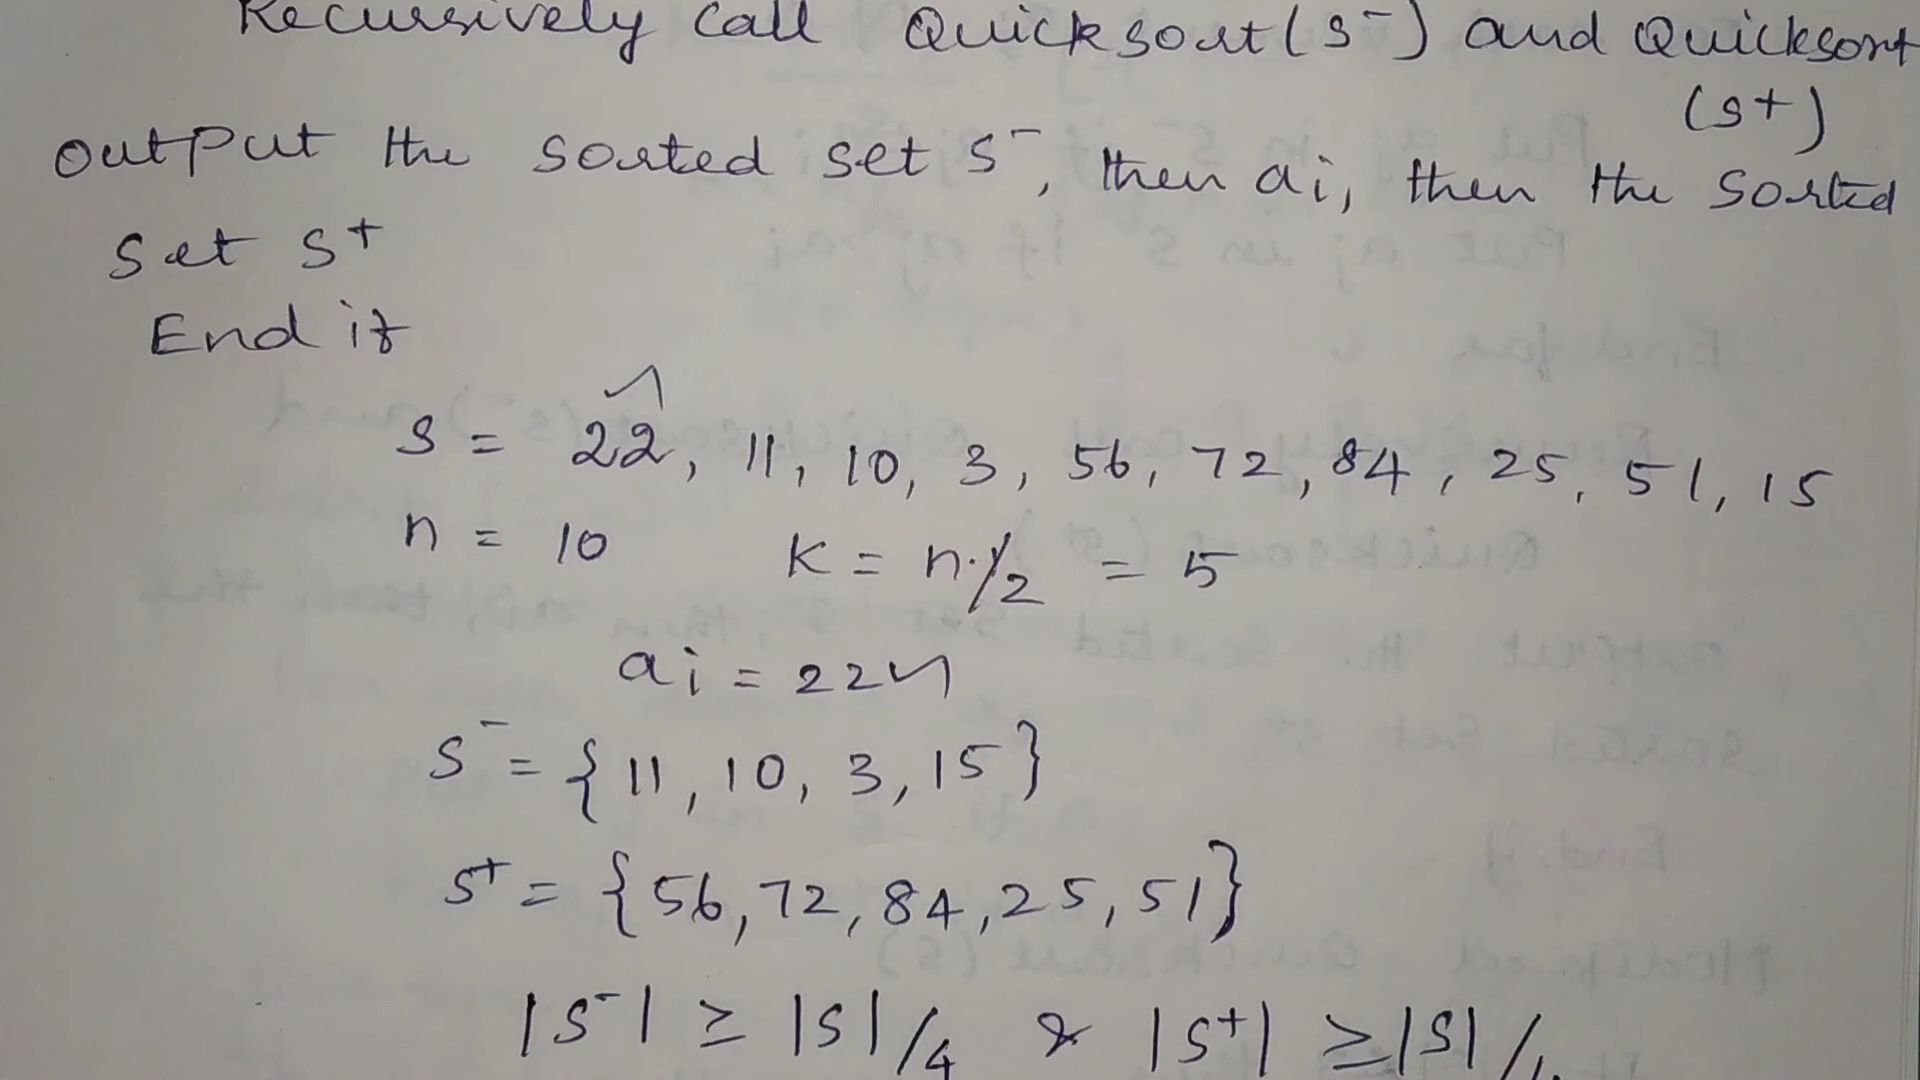 Recursively call Quicksort(S⁻) and Quicksort
(S+)
output the sorted set S⁻, then ai, then the sorted
set S+
End if
S = 22, 11, 10, 3, 56, 72, 84, 25, 51, 15
n = 10 K = n/2 = 5
ai = 22
S⁻ = {11, 10, 3, 15}
S+ = {56, 72, 84, 25, 51}
|S⁻| ≥ |S|/4 & |S+| ≥ |S|/